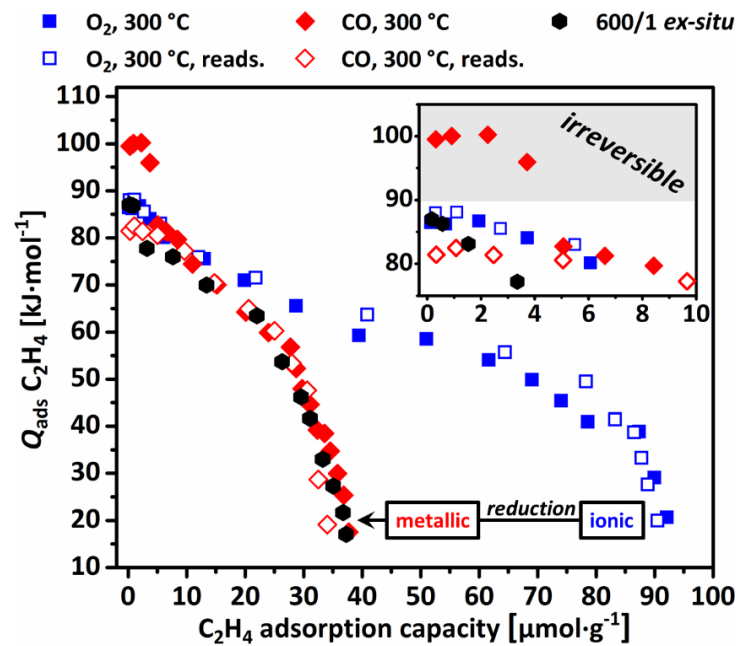 O₂, 300 °C
CO, 300 °C
600/1 ex-situ
O₂, 300 °C, reads.
CO, 300 °C, reads.
110
100
90
80
70
60
50
40
30
20
10
Qads C₂H₄ [kJ·mol⁻¹]
100
90
80
irreversible
0 2 4 6 8 10
metallic
reduction
ionic
0 10 20 30 40 50 60 70 80 90 100
C₂H₄ adsorption capacity [µmol·g⁻¹]